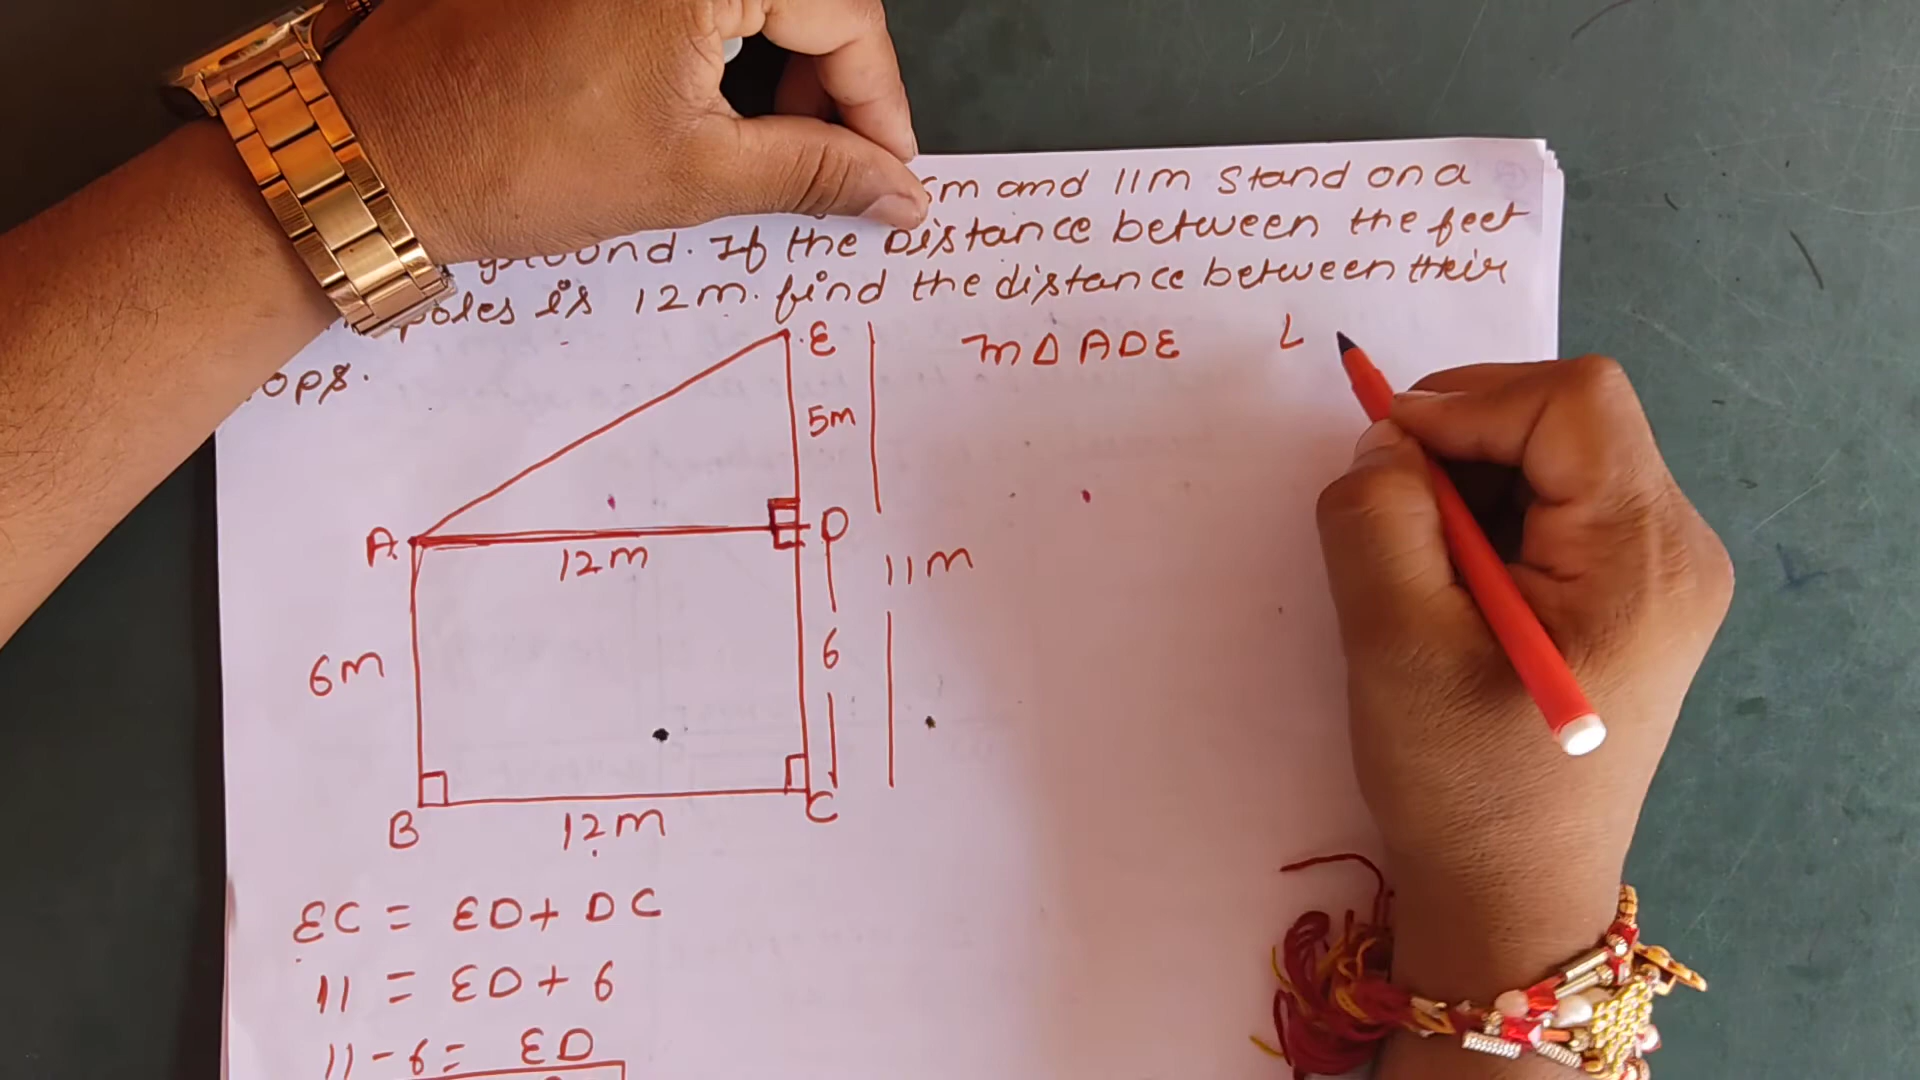 6m and 11m stand on a
ground. If the Distance between the feet
poles is 12m. find the distance between their
ops.
E
m∆ ADE
L
5m
A
D
12m
11m
6m
6
B
C
12m
EC = ED + DC
11 = ED + 6
11 - 6 = ED